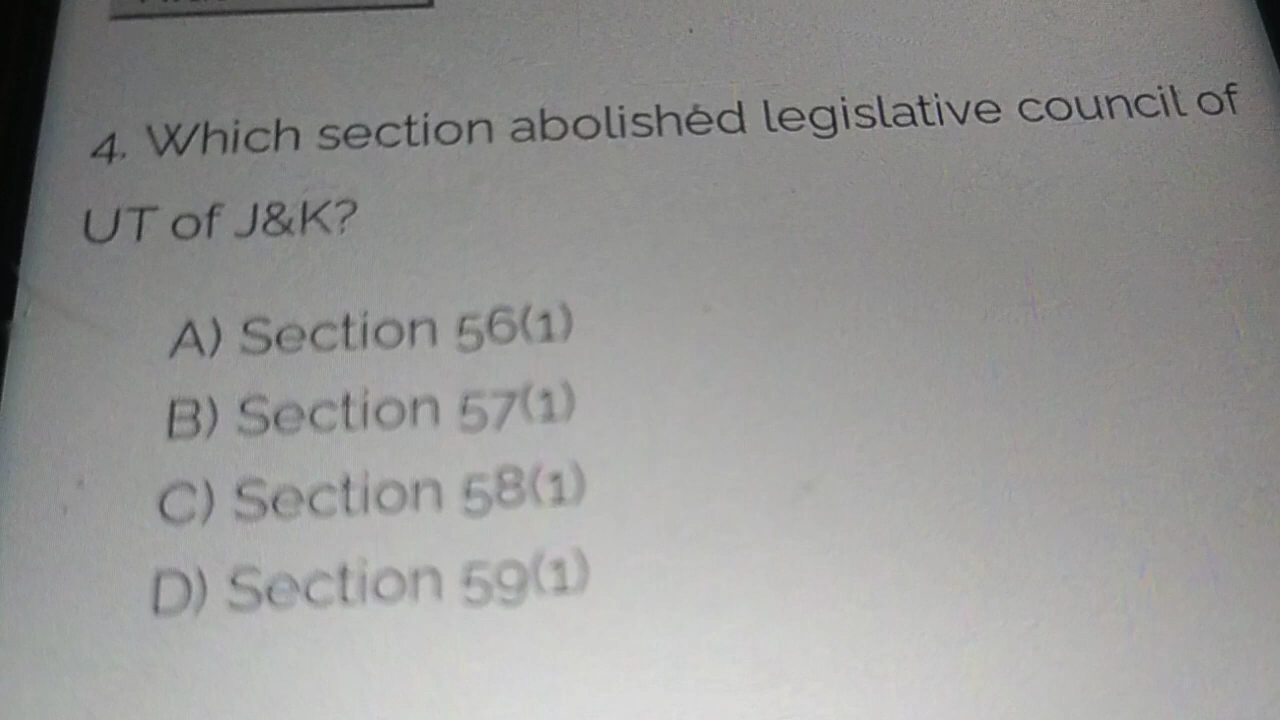 4. Which section abolished legislative council of
UT of J&K?
A) Section 56(1)
B) Section 57(1)
C) Section 58(1)
D) Section 59(1)